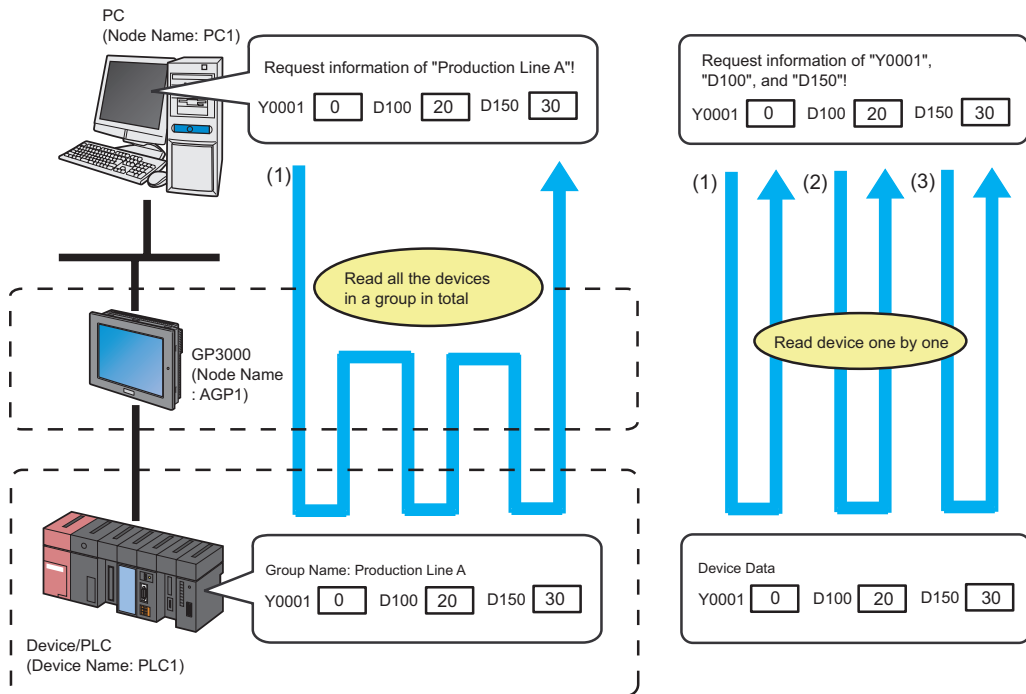 PC
(Node Name: PC1)
Request information of "Production Line A"!
Y0001 0 D100 20 D150 30
Request information of "Y0001",
"D100", and "D150"!
Y0001 0 D100 20 D150 30
(1)
(1) (2) (3)
Read all the devices
in a group in total
Read device one by one
GP3000
(Node Name
: AGP1)
Group Name: Production Line A
Y0001 0 D100 20 D150 30
Device Data
Y0001 0 D100 20 D150 30
Device/PLC
(Device Name: PLC1)